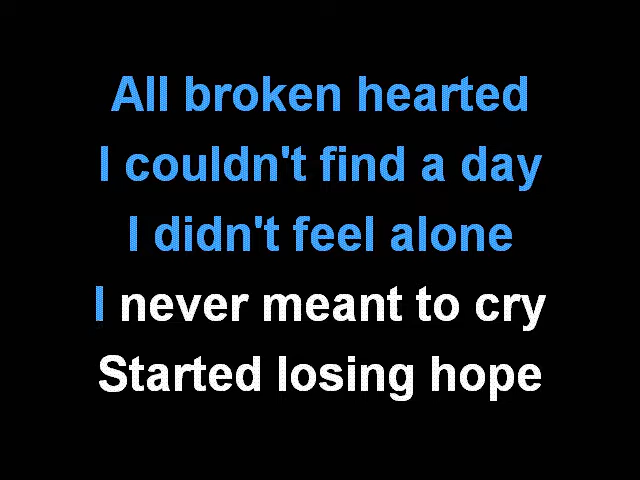 All broken hearted
I couldn't find a day
I didn't feel alone
I never meant to cry
Started losing hope